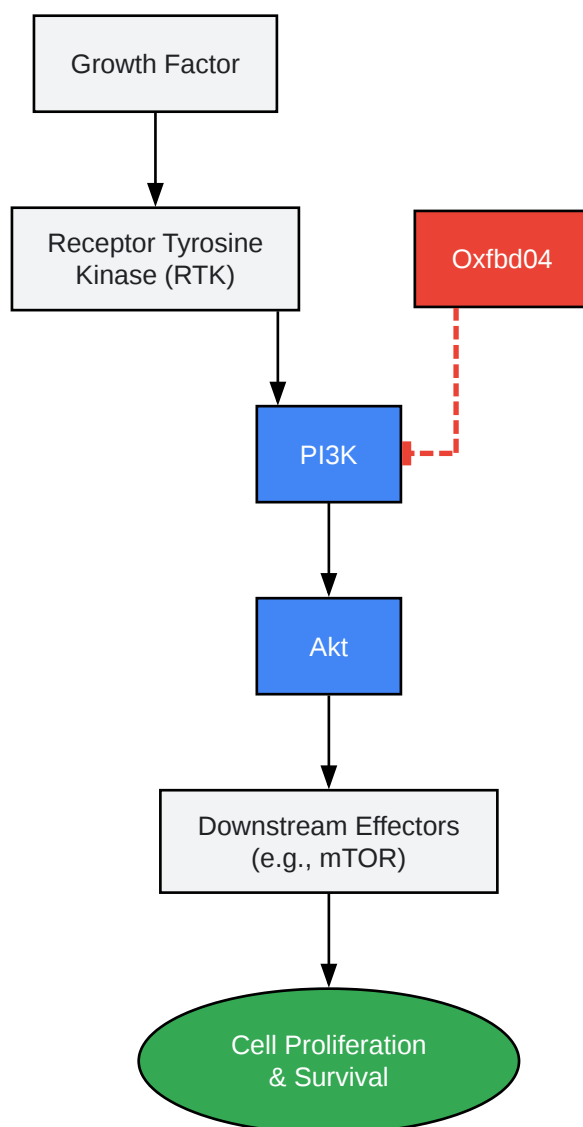 Growth Factor
Receptor Tyrosine
Kinase (RTK)
Oxfbd04
PI3K
Akt
Downstream Effectors
(e.g., mTOR)
Cell Proliferation
& Survival